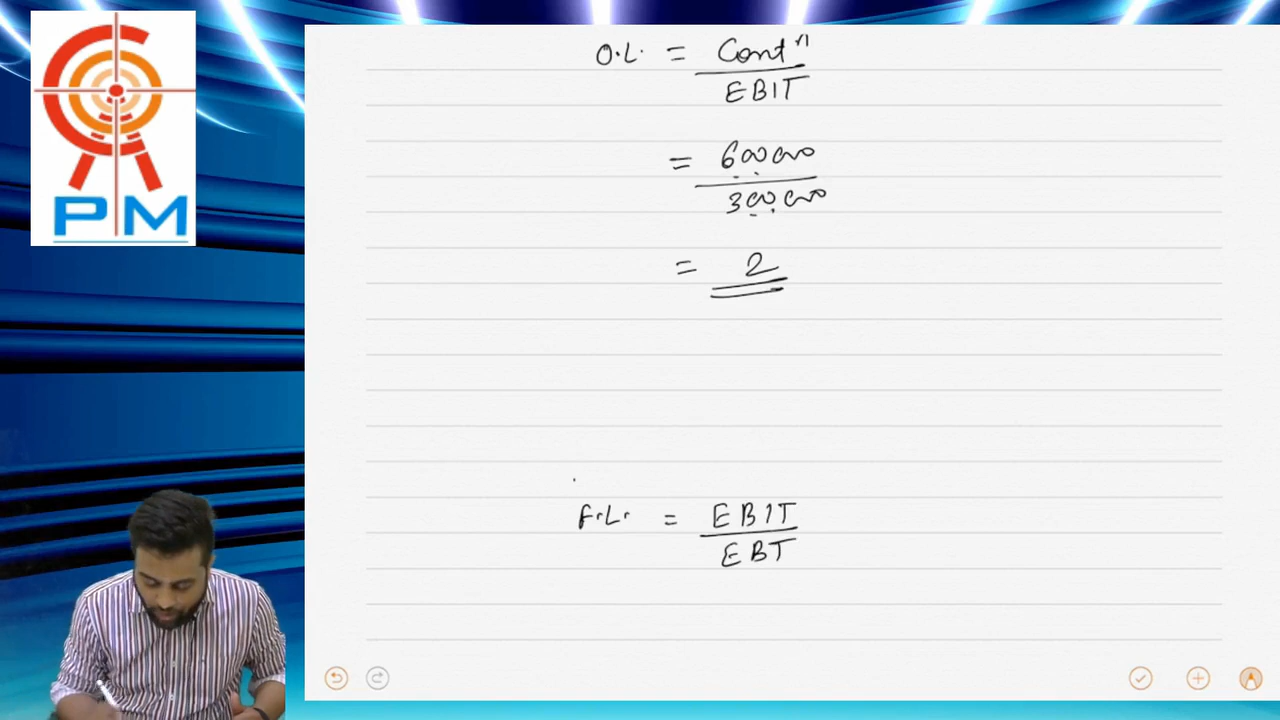 PM
O.L. = Contn
EBIT
= 600000
300000
= 2
F.L. = EBIT
EBT